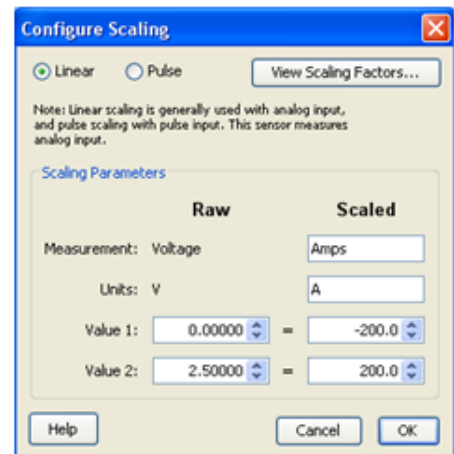 Configure Scaling
Linear Pulse View Scaling Factors...
Note: Linear scaling is generally used with analog input,
and pulse scaling with pulse input. This sensor measures
analog input.
Scaling Parameters
Raw Scaled
Measurement: Voltage Amps
Units: V A
Value 1: 0.00000 = -200.0
Value 2: 2.50000 = 200.0
Help Cancel OK